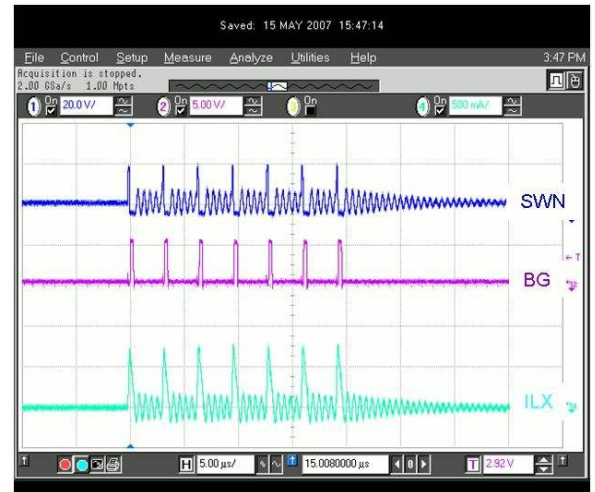 Saved: 15 MAY 2007 15:47:14
File Control Setup Measure Analyze Utilities Help 3:47 PM
Acquisition is stopped.
2.00 GSa/s 1.00 Mpts
1 On 20.0 V/ 2 On 5.00 V/ 3 On 4 On 500 mA/
SWN
T
BG
ILX
H 5.00 µs/ 15.0080000 µs 0 T 2.92 V